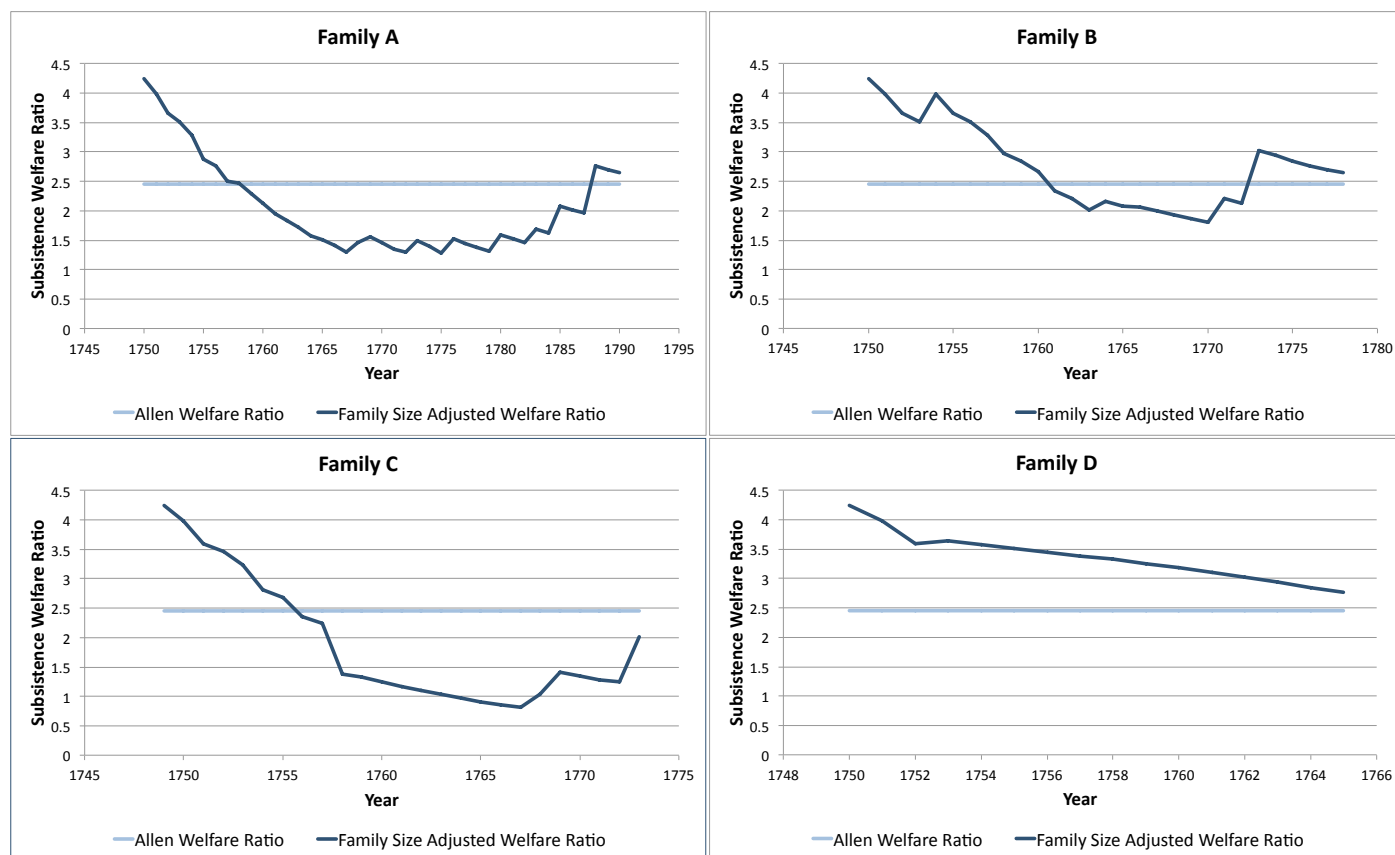 Family A
Subsistence Welfare Ratio
4.5
4
3.5
3
2.5
2
1.5
1
0.5
0
1745 1750 1755 1760 1765 1770 1775 1780 1785 1790 1795
Year
Allen Welfare Ratio Family Size Adjusted Welfare Ratio
Family B
Subsistence Welfare Ratio
4.5
4
3.5
3
2.5
2
1.5
1
0.5
0
1745 1750 1755 1760 1765 1770 1775 1780
Year
Allen Welfare Ratio Family Size Adjusted Welfare Ratio
Family C
Subsistence Welfare Ratio
4.5
4
3.5
3
2.5
2
1.5
1
0.5
0
1745 1750 1755 1760 1765 1770 1775
Year
Allen Welfare Ratio Family Size Adjusted Welfare Ratio
Family D
Subsistence Welfare Ratio
4.5
4
3.5
3
2.5
2
1.5
1
0.5
0
1748 1750 1752 1754 1756 1758 1760 1762 1764 1766
Year
Allen Welfare Ratio Family Size Adjusted Welfare Ratio